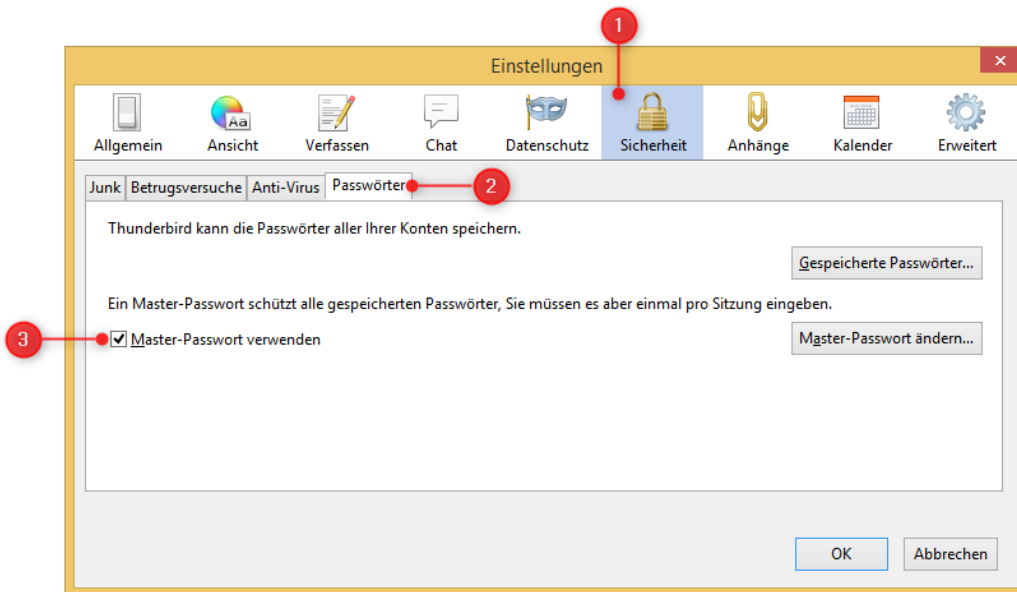 1
Einstellungen
Aa
Allgemein Ansicht Verfassen Chat Datenschutz Sicherheit Anhänge Kalender Erweitert
Junk Betrugsversuche Anti-Virus Passwörter 2
Thunderbird kann die Passwörter aller Ihrer Konten speichern.
Gespeicherte Passwörter...
Ein Master-Passwort schützt alle gespeicherten Passwörter, Sie müssen es aber einmal pro Sitzung eingeben.
3 Master-Passwort verwenden Master-Passwort ändern...
OK Abbrechen